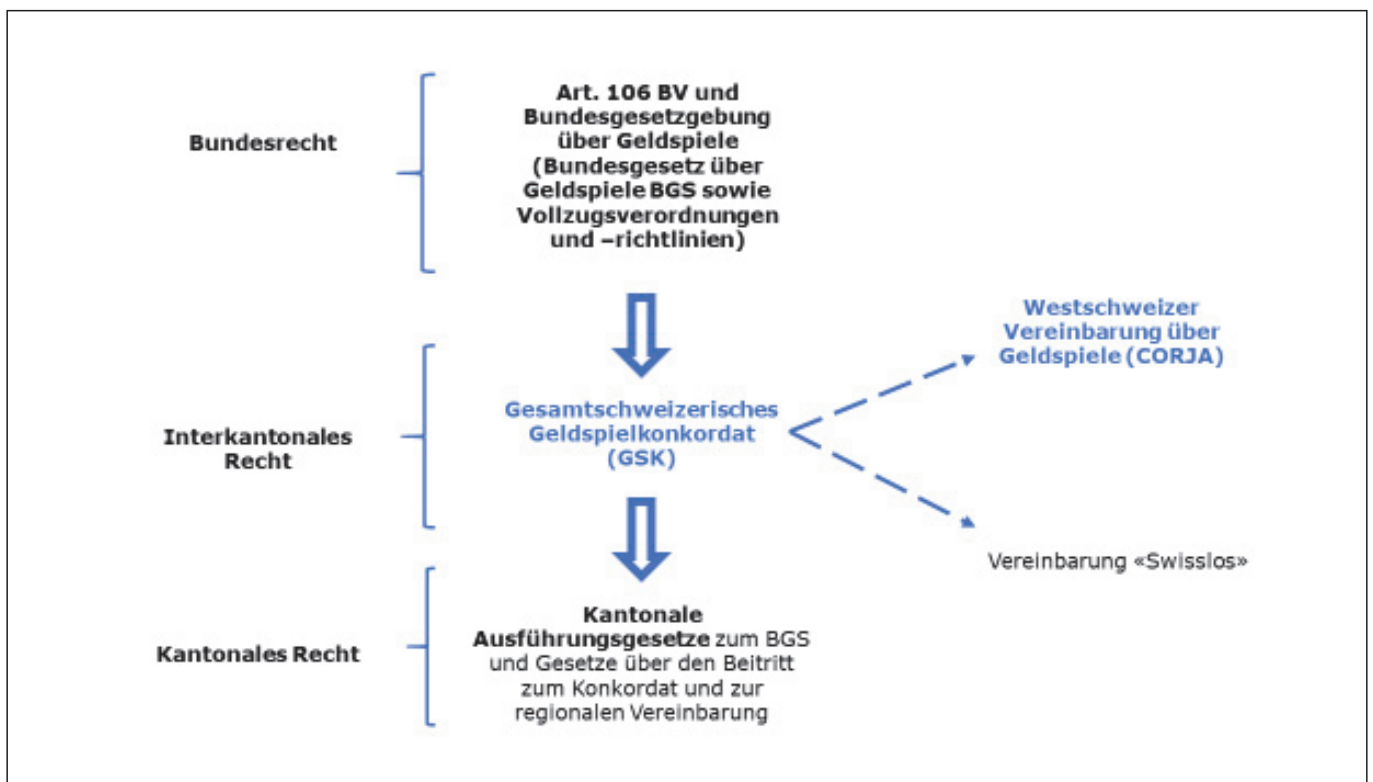 Bundesrecht
Art. 106 BV und
Bundesgesetzgebung
über Geldspiele
(Bundesgesetz über
Geldspiele BGS sowie
Vollzugsverordnungen
und –richtlinien)
Interkantonales
Recht
Gesamtschweizerisches
Geldspielkonkordat
(GSK)
Westschweizer
Vereinbarung über
Geldspiele (CORJA)
Vereinbarung «Swisslos»
Kantonales Recht
Kantonale
Ausführungsgesetze zum BGS
und Gesetze über den Beitritt
zum Konkordat und zur
regionalen Vereinbarung